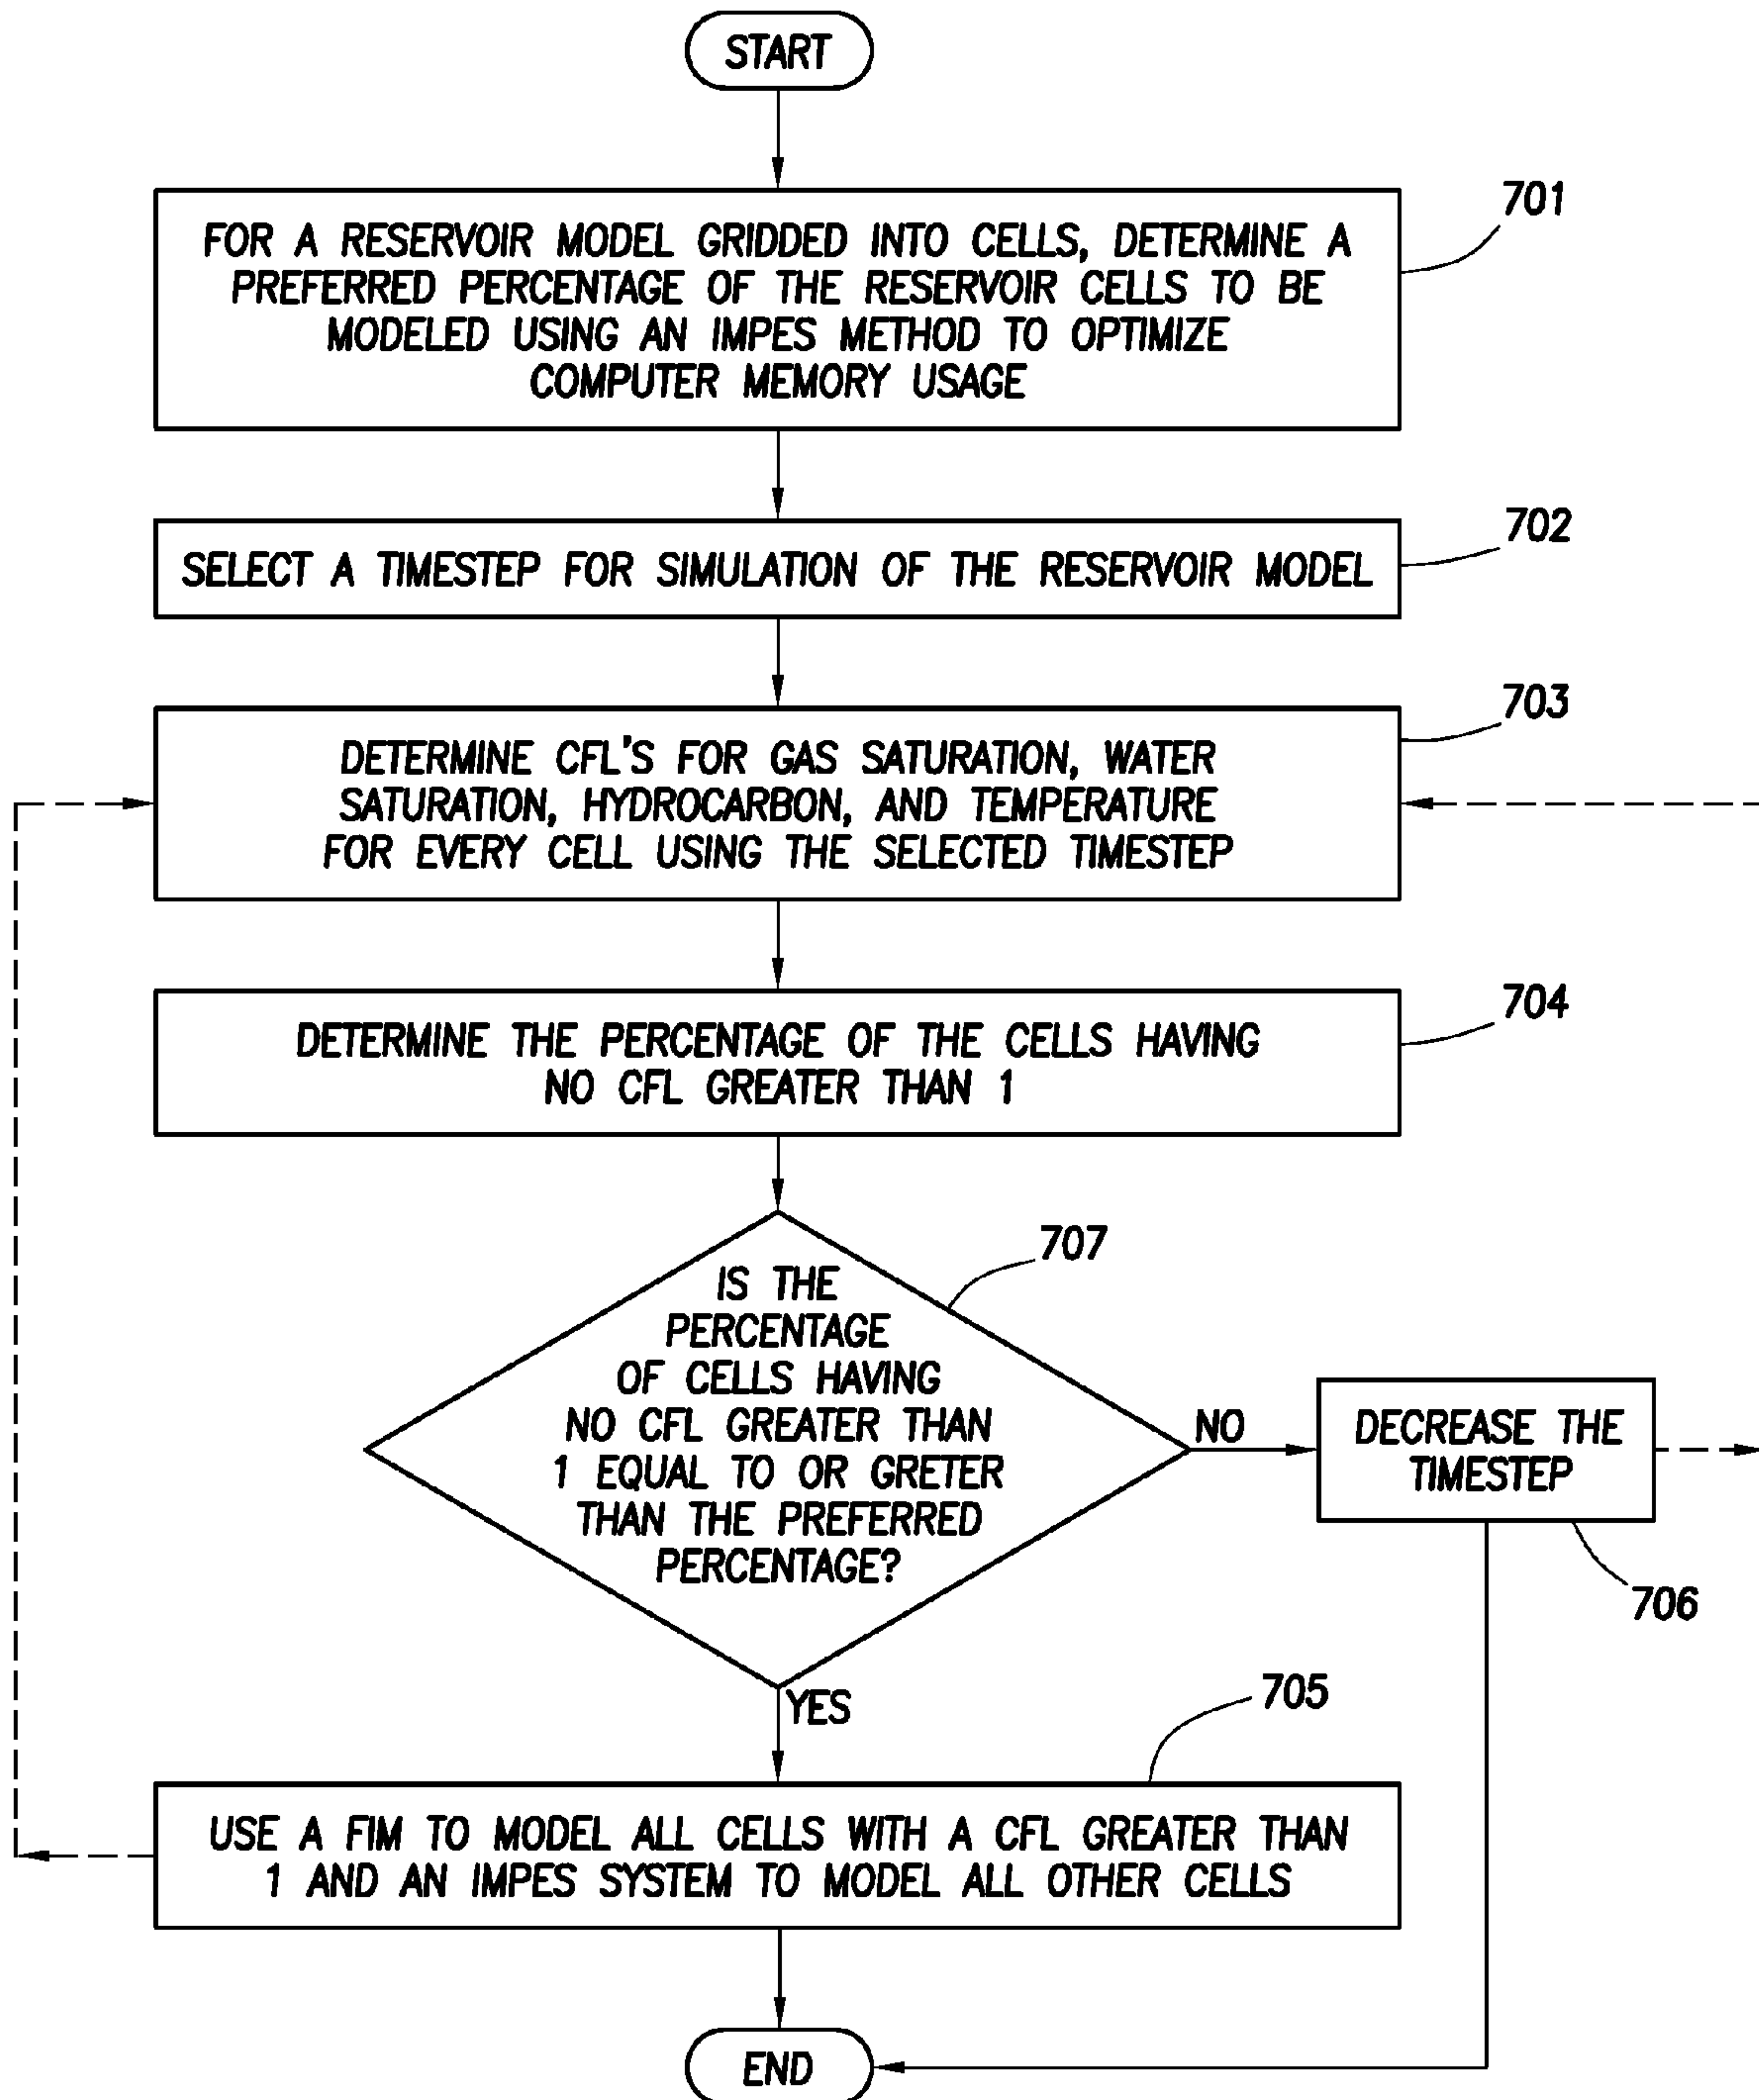 START
701
FOR A RESERVOIR MODEL GRIDDED INTO CELLS, DETERMINE A
PREFERRED PERCENTAGE OF THE RESERVOIR CELLS TO BE
MODELED USING AN IMPES METHOD TO OPTIMIZE
COMPUTER MEMORY USAGE
702
SELECT A TIMESTEP FOR SIMULATION OF THE RESERVOIR MODEL
703
DETERMINE CFL'S FOR GAS SATURATION, WATER
SATURATION, HYDROCARBON, AND TEMPERATURE
FOR EVERY CELL USING THE SELECTED TIMESTEP
704
DETERMINE THE PERCENTAGE OF THE CELLS HAVING
NO CFL GREATER THAN 1
707
IS THE
PERCENTAGE
OF CELLS HAVING
NO CFL GREATER THAN
1 EQUAL TO OR GRETER
THAN THE PREFERRED
PERCENTAGE?
NO
DECREASE THE
TIMESTEP
706
YES
705
USE A FIM TO MODEL ALL CELLS WITH A CFL GREATER THAN
1 AND AN IMPES SYSTEM TO MODEL ALL OTHER CELLS
END